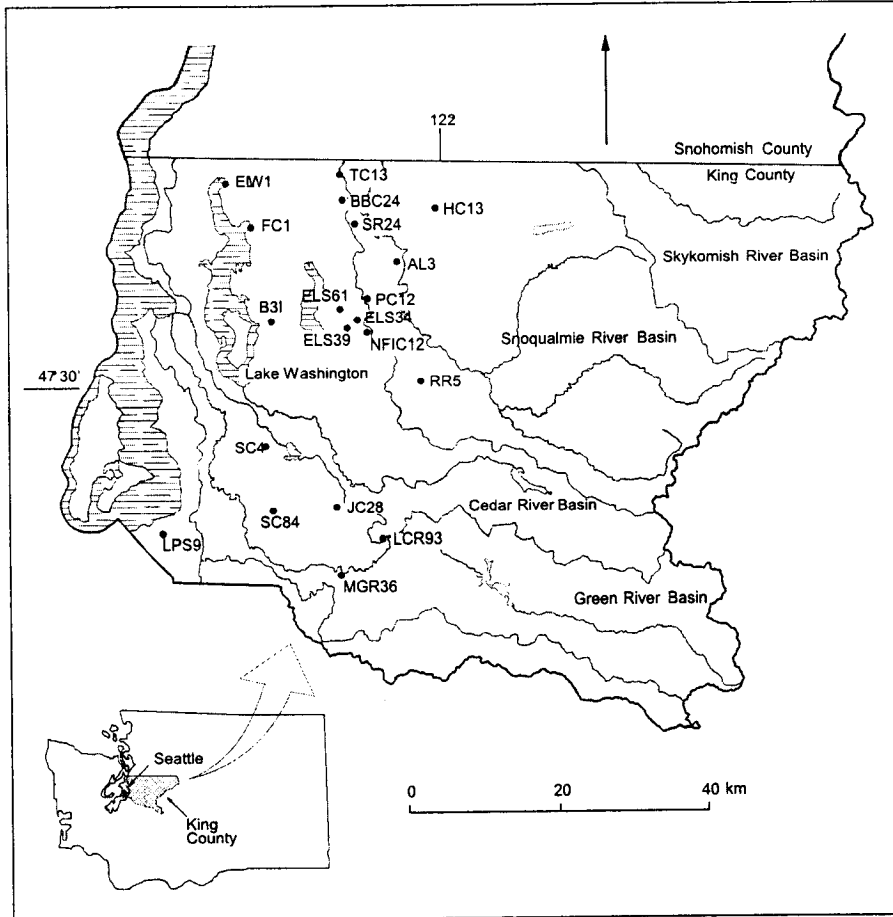 122
Snohomish County
King County
TC13
ELW1
BBC24
HC13
SR24
FC1
Skykomish River Basin
AL3
PC12
ELS61
B3I
ELS34
Snoqualmie River Basin
ELS39
NFIC12
Lake Washington
47 30'
RR5
SC4
Cedar River Basin
JC28
SC84
LCR93
LPS9
MGR36
Green River Basin
Seattle
King
County
0 20 40 km